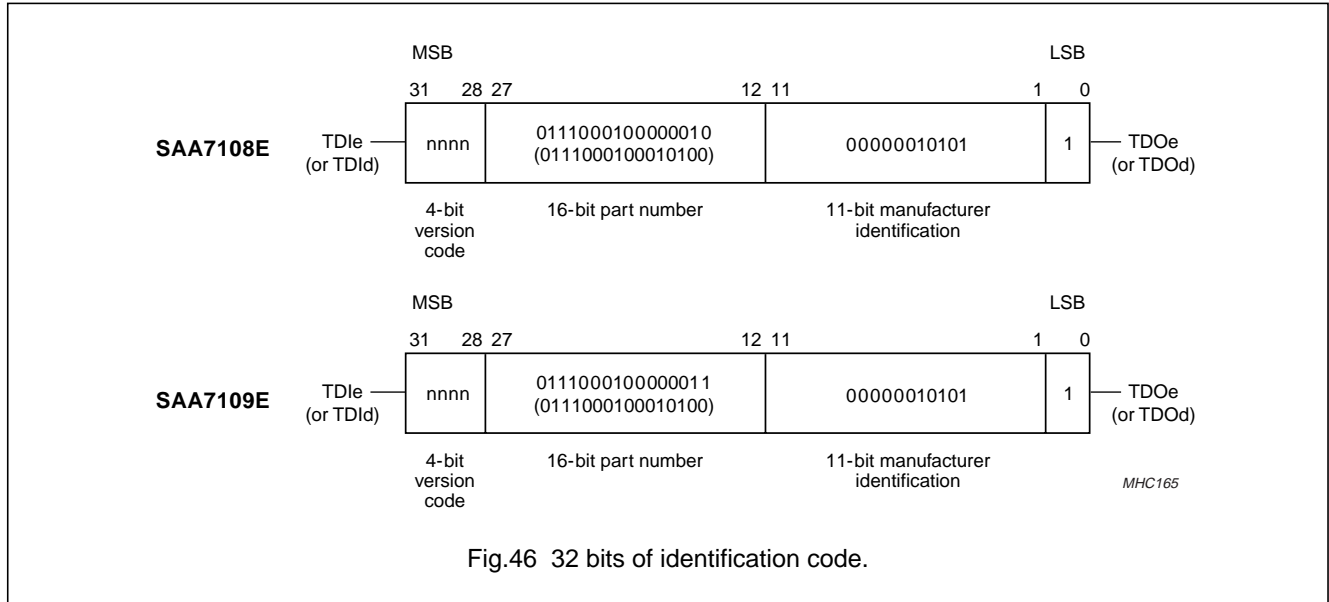 MSB LSB
31 28 27 12 11 1 0
SAA7108E TDIe nnnn 0111000100000010 00000010101 1 TDOe
(or TDId) (0111000100010100) (or TDOd)
4-bit 16-bit part number 11-bit manufacturer
version identification
code
MSB LSB
31 28 27 12 11 1 0
SAA7109E TDIe nnnn 0111000100000011 00000010101 1 TDOe
(or TDId) (0111000100010100) (or TDOd)
4-bit 16-bit part number 11-bit manufacturer
version identification
code MHC165
Fig.46 32 bits of identification code.